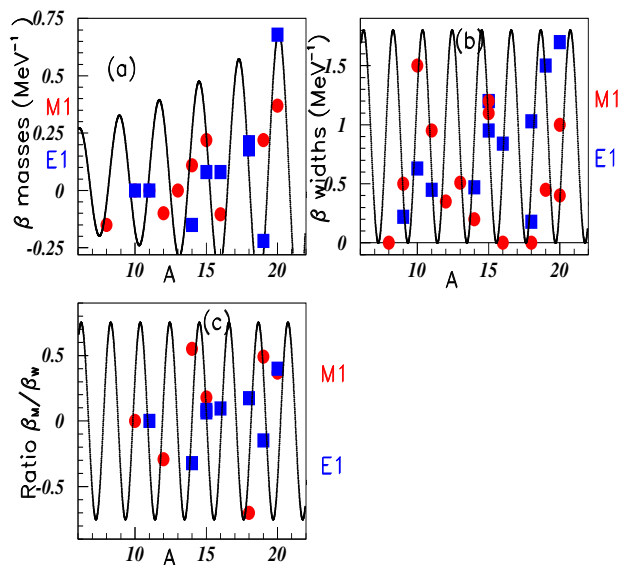 (a)
β masses (MeV⁻¹)
M1
E1
0.75
0.5
0.25
0
-0.25
10 15 20
A
(b)
β widths (MeV⁻¹)
M1
E1
1.5
1
0.5
0
10 15 20
A
(c)
Ratio β_M/β_W
M1
E1
0.5
0
-0.5
10 15 20
A